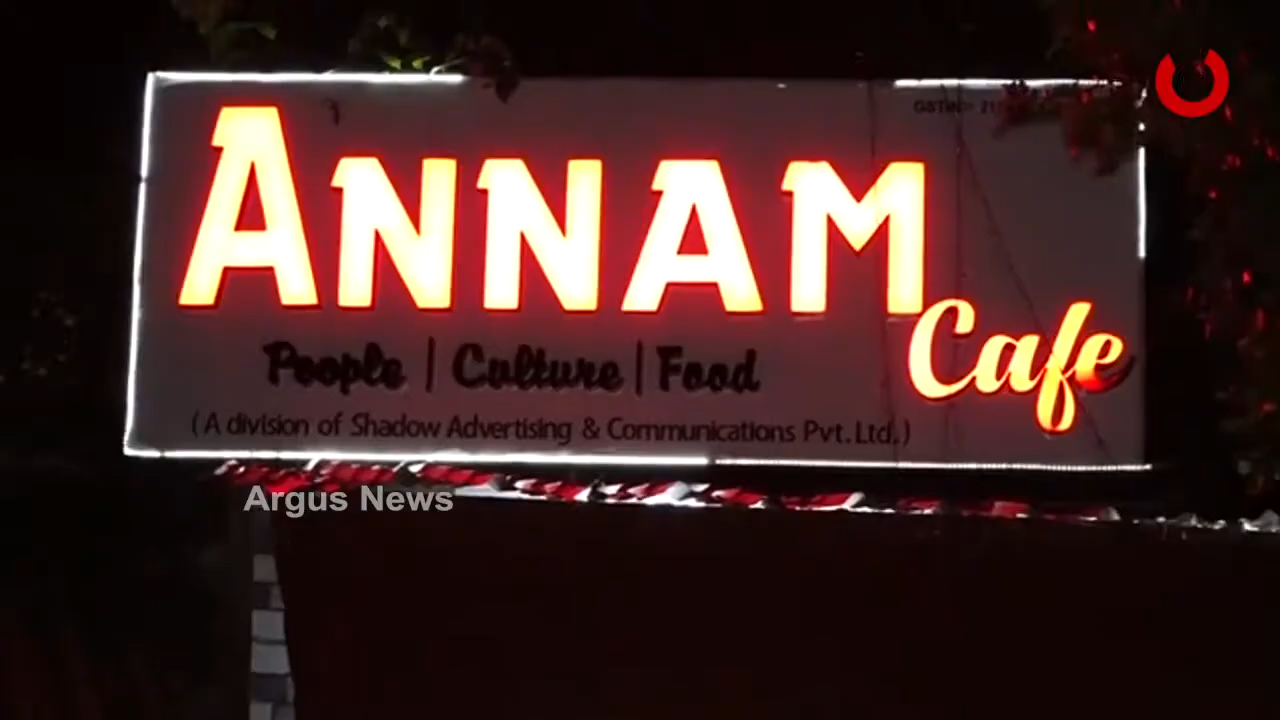 ANNAM
Cafe
People | Culture | Food
(A division of Shadow Advertising & Communications Pvt. Ltd.)
Argus News